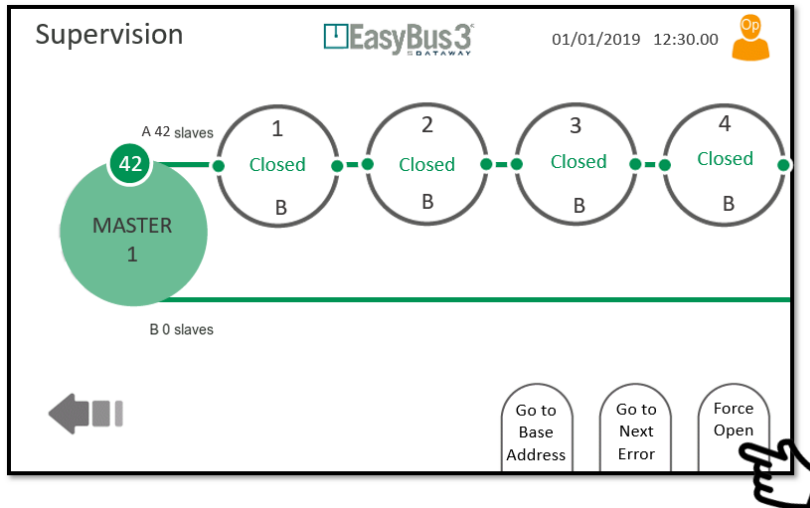 Supervision
EasyBus3
DATAWAY
01/01/2019 12:30.00
Op
A 42 slaves
42
MASTER
1
1
Closed
B
2
Closed
B
3
Closed
B
4
Closed
B
B 0 slaves
Go to
Base
Address
Go to
Next
Error
Force
Open